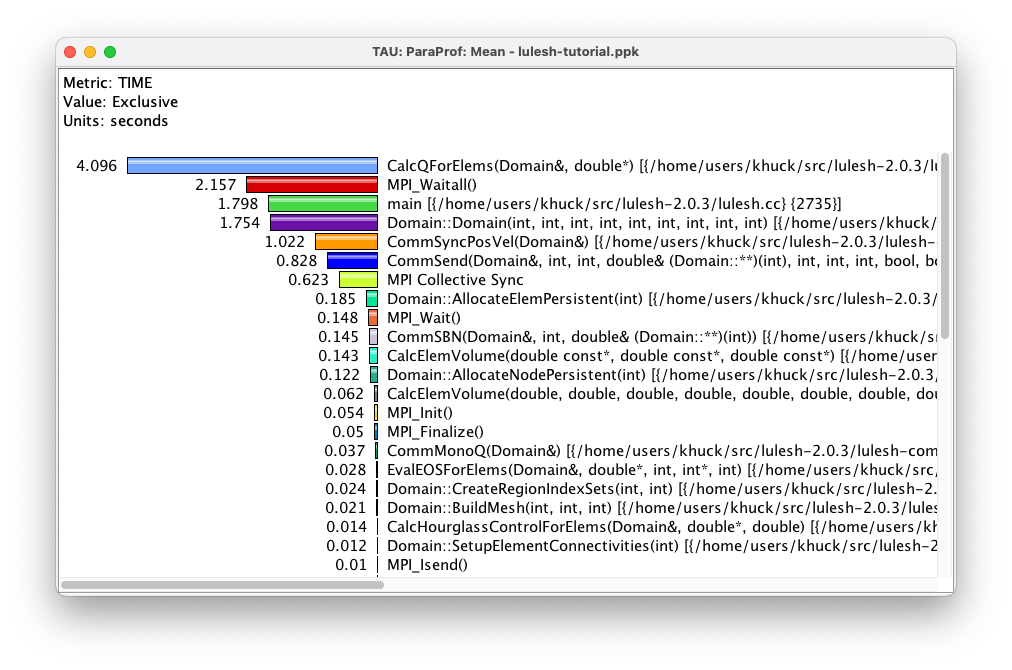 TAU: ParaProf: Mean - lulesh-tutorial.ppk
Metric: TIME
Value: Exclusive
Units: seconds
4.096 CalcQForElems(Domain&, double*) [{/home/users/khuck/src/lulesh-2.0.3/lu
2.157 MPI_Waitall()
1.798 main [{/home/users/khuck/src/lulesh-2.0.3/lulesh.cc} {2735}]
1.754 Domain::Domain(int, int, int, int, int, int, int, int, int) [{/home/users/khuck/
1.022 CommSyncPosVel(Domain&) [{/home/users/khuck/src/lulesh-2.0.3/lulesh-
0.828 CommSend(Domain&, int, int, double& (Domain::**)(int), int, int, int, bool, bo
0.623 MPI Collective Sync
0.185 Domain::AllocateElemPersistent(int) [{/home/users/khuck/src/lulesh-2.0.3/
0.148 MPI_Wait()
0.145 CommSBN(Domain&, int, double& (Domain::**)(int)) [{/home/users/khuck/s
0.143 CalcElemVolume(double const*, double const*, double const*) [{/home/user
0.122 Domain::AllocateNodePersistent(int) [{/home/users/khuck/src/lulesh-2.0.3/
0.062 CalcElemVolume(double, double, double, double, double, double, double, dou
0.054 MPI_Init()
0.05 MPI_Finalize()
0.037 CommMonoQ(Domain&) [{/home/users/khuck/src/lulesh-2.0.3/lulesh-com
0.028 EvalEOSForElems(Domain&, double*, int, int*, int) [{/home/users/khuck/src/
0.024 Domain::CreateRegionIndexSets(int, int) [{/home/users/khuck/src/lulesh-2.
0.021 Domain::BuildMesh(int, int, int) [{/home/users/khuck/src/lulesh-2.0.3/lules
0.014 CalcHourglassControlForElems(Domain&, double*, double) [{/home/users/kh
0.012 Domain::SetupElementConnectivities(int) [{/home/users/khuck/src/lulesh-2
0.01 MPI_Isend()